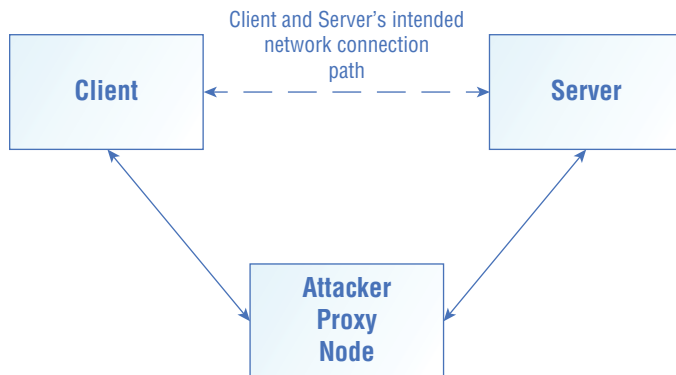 Client and Server's intended
network connection
path
Client
Server
Attacker
Proxy
Node